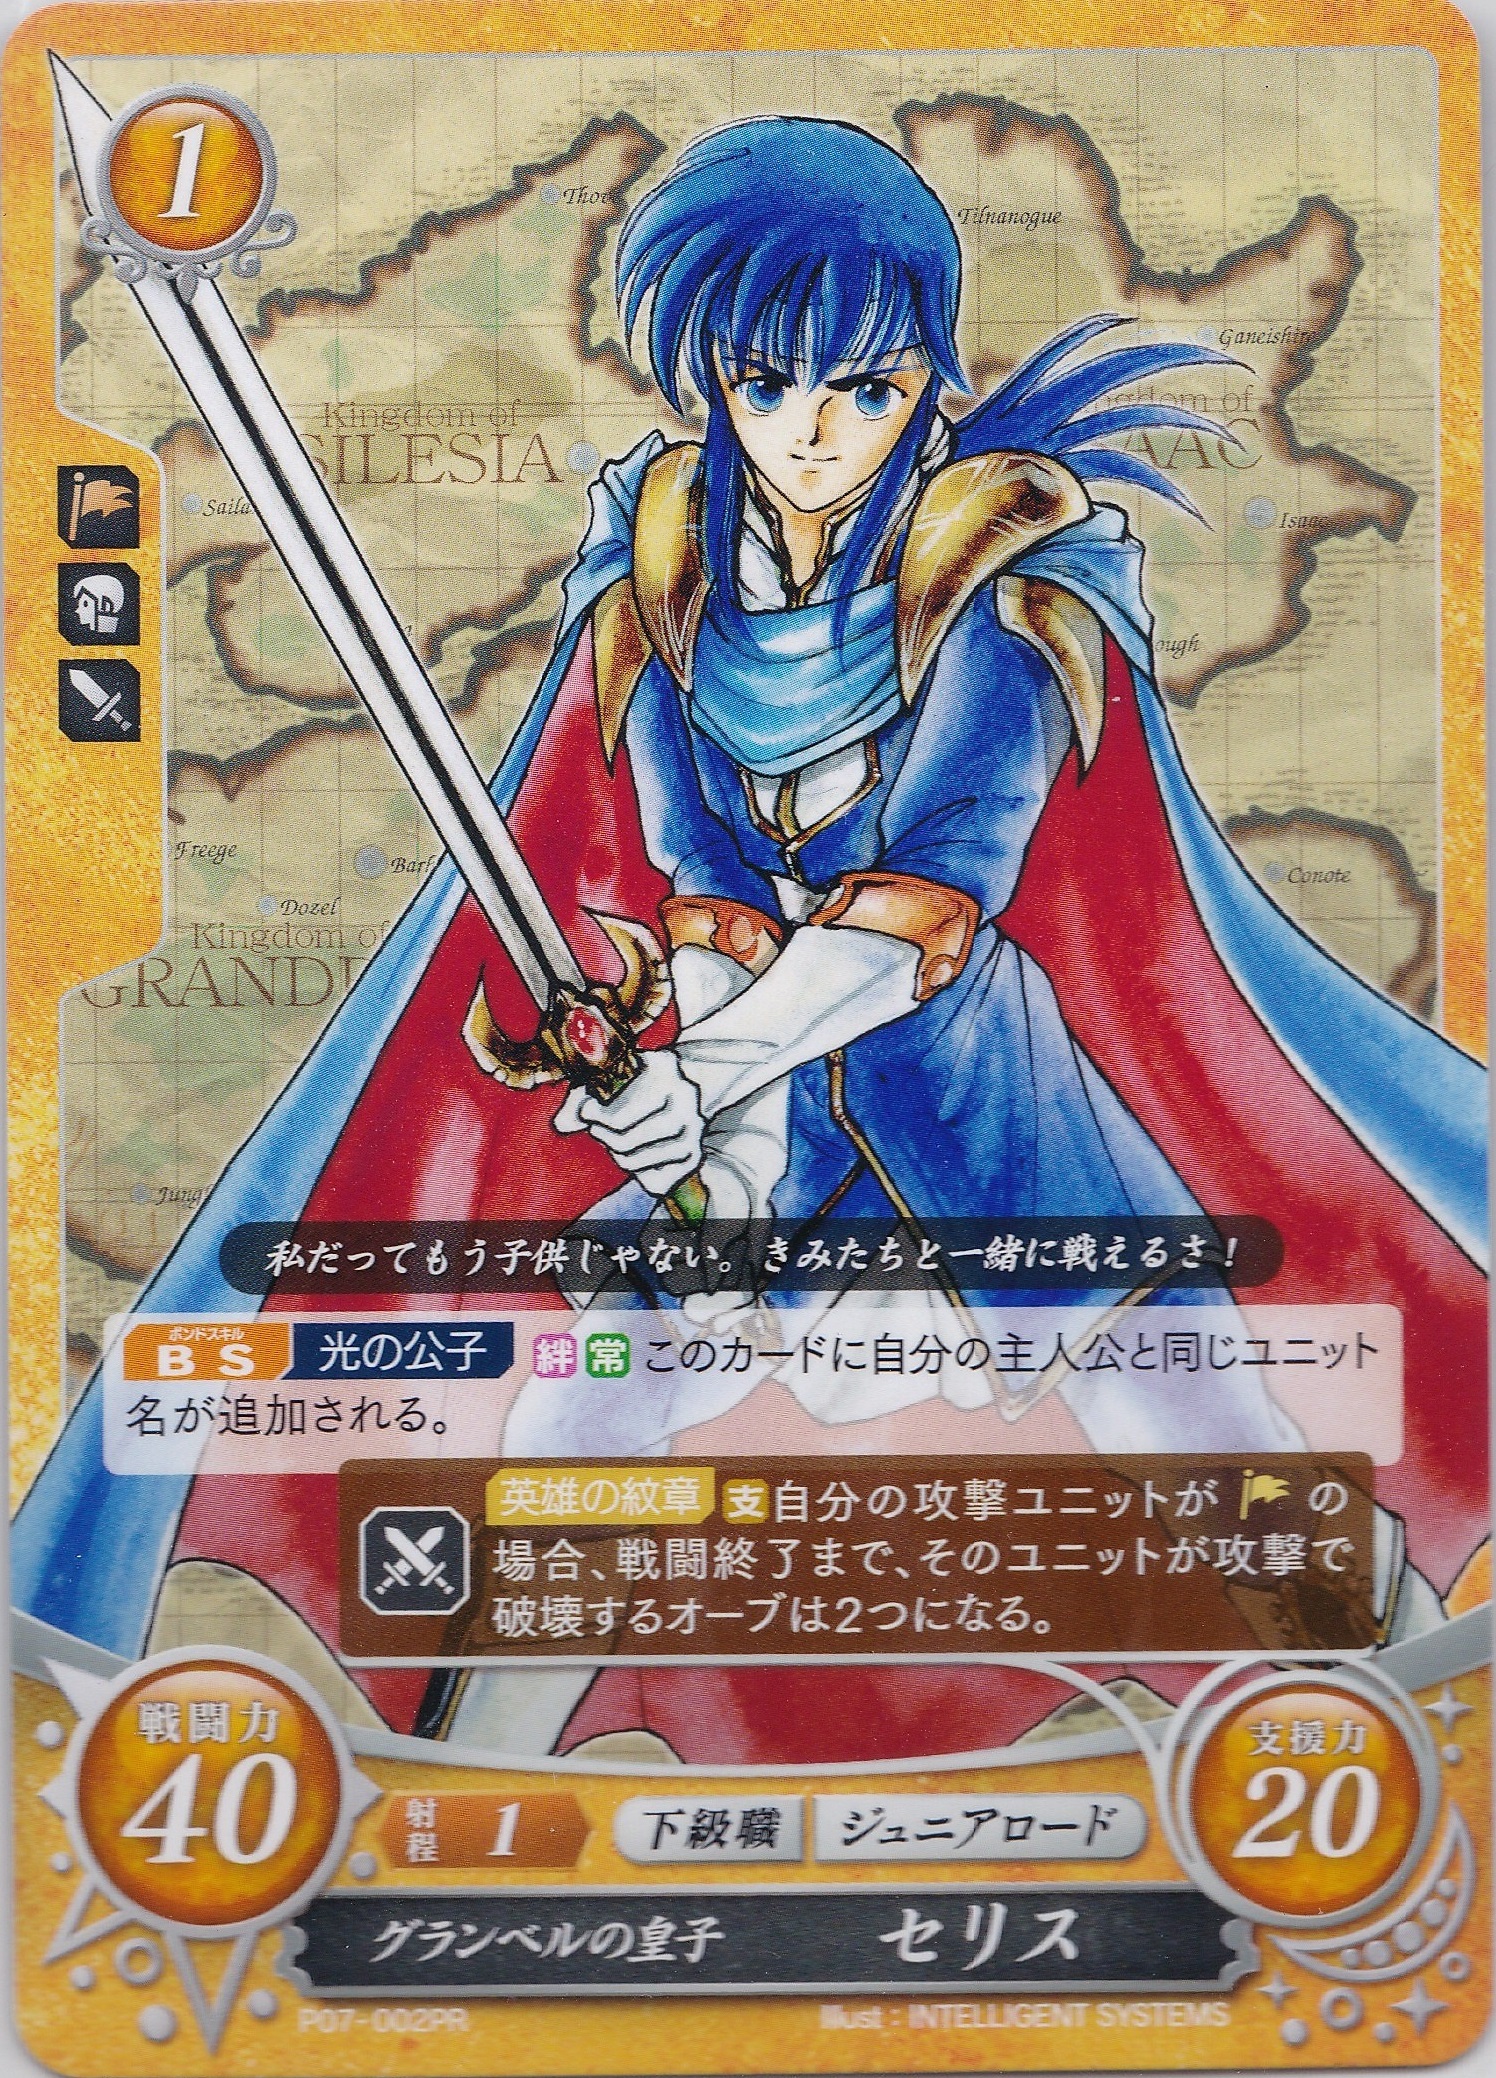 1
Tilnanogue
Ganeishir
Kingdom of
SILESIA
ngdom of
AAC
Saila
Isaac
ough
Freege
Conote
Dozel
Kingdom of
GRAND
Jung
私だってもう子供じゃない。きみたちと一緒に戦えるさ!
ボンドスキル
BS 光の公子 絆 常 このカードに自分の主人公と同じユニット
名が追加される。
英雄の紋章 支 自分の攻撃ユニットが の
場合、戦闘終了まで、そのユニットが攻撃で
破壊するオーブは2つになる。
戦闘力
40
射程 1
下級職 ジュニアロード
支援力
20
グランベルの皇子 セリス
P07-002PR
Illust : INTELLIGENT SYSTEMS